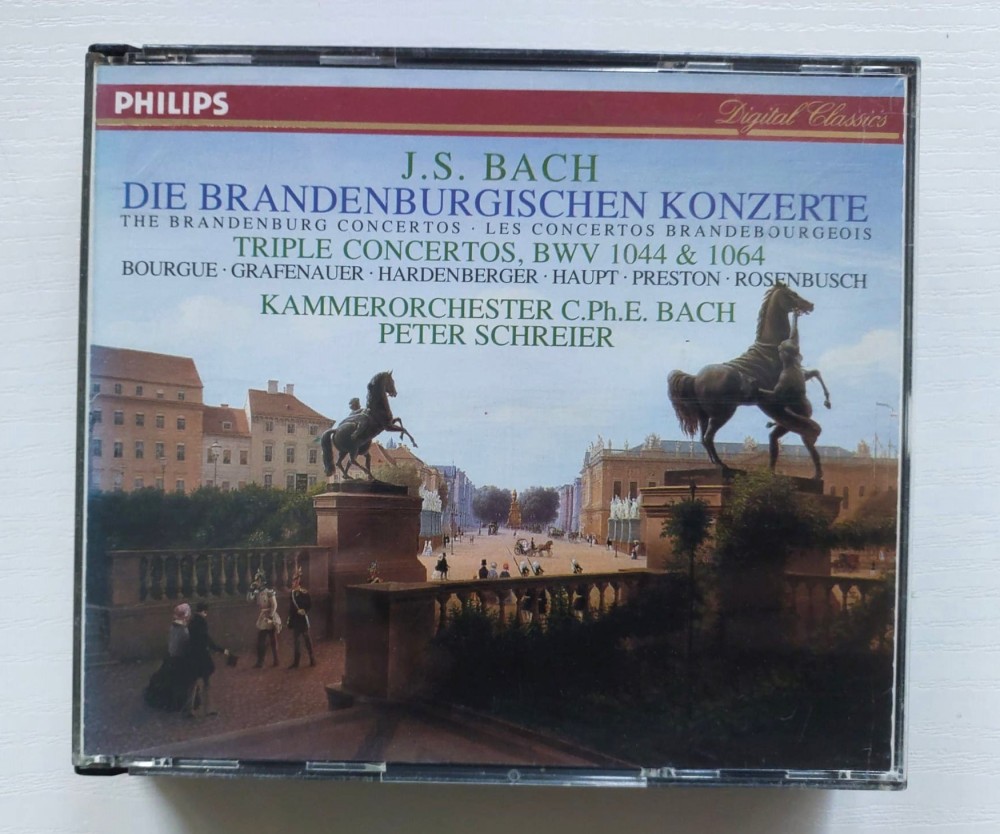 PHILIPS
Digital Classics
J.S. BACH
DIE BRANDENBURGISCHEN KONZERTE
THE BRANDENBURG CONCERTOS · LES CONCERTOS BRANDEBOURGEOIS
TRIPLE CONCERTOS, BWV 1044 & 1064
BOURGUE · GRAFENAUER · HARDENBERGER · HAUPT · PRESTON · ROSENBUSCH
KAMMERORCHESTER C.Ph.E. BACH
PETER SCHREIER